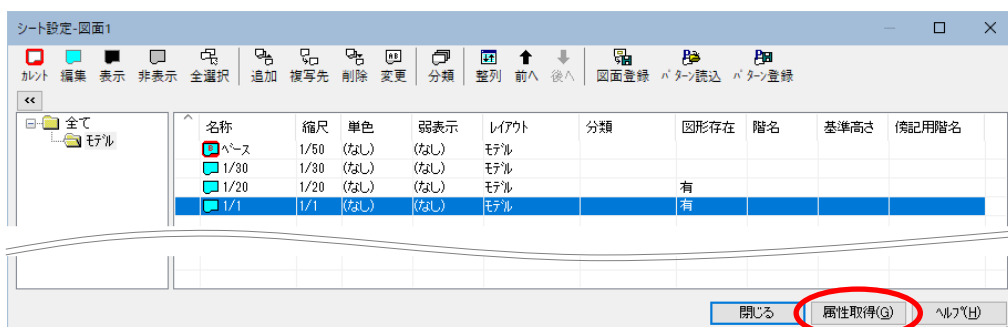 シート設定-図面1
ｶﾚﾝﾄ 編集 表示 非表示 全選択 追加 複写先 削除 変更 分類 整列 前へ 後へ 図面登録 ﾊﾟﾀｰﾝ読込 ﾊﾟﾀｰﾝ登録
<<
全て
ﾓﾃﾞﾙ
名称 縮尺 単色 弱表示 ﾚｲｱｳﾄ 分類 図形存在 階名 基準高さ 傍記用階名
ﾍﾞｰｽ 1/50 (なし) (なし) ﾓﾃﾞﾙ
1/30 1/30 (なし) (なし) ﾓﾃﾞﾙ
1/20 1/20 (なし) (なし) ﾓﾃﾞﾙ 有
1/1 1/1 (なし) (なし) ﾓﾃﾞﾙ 有
閉じる 属性取得(G) ﾍﾙﾌﾟ(H)